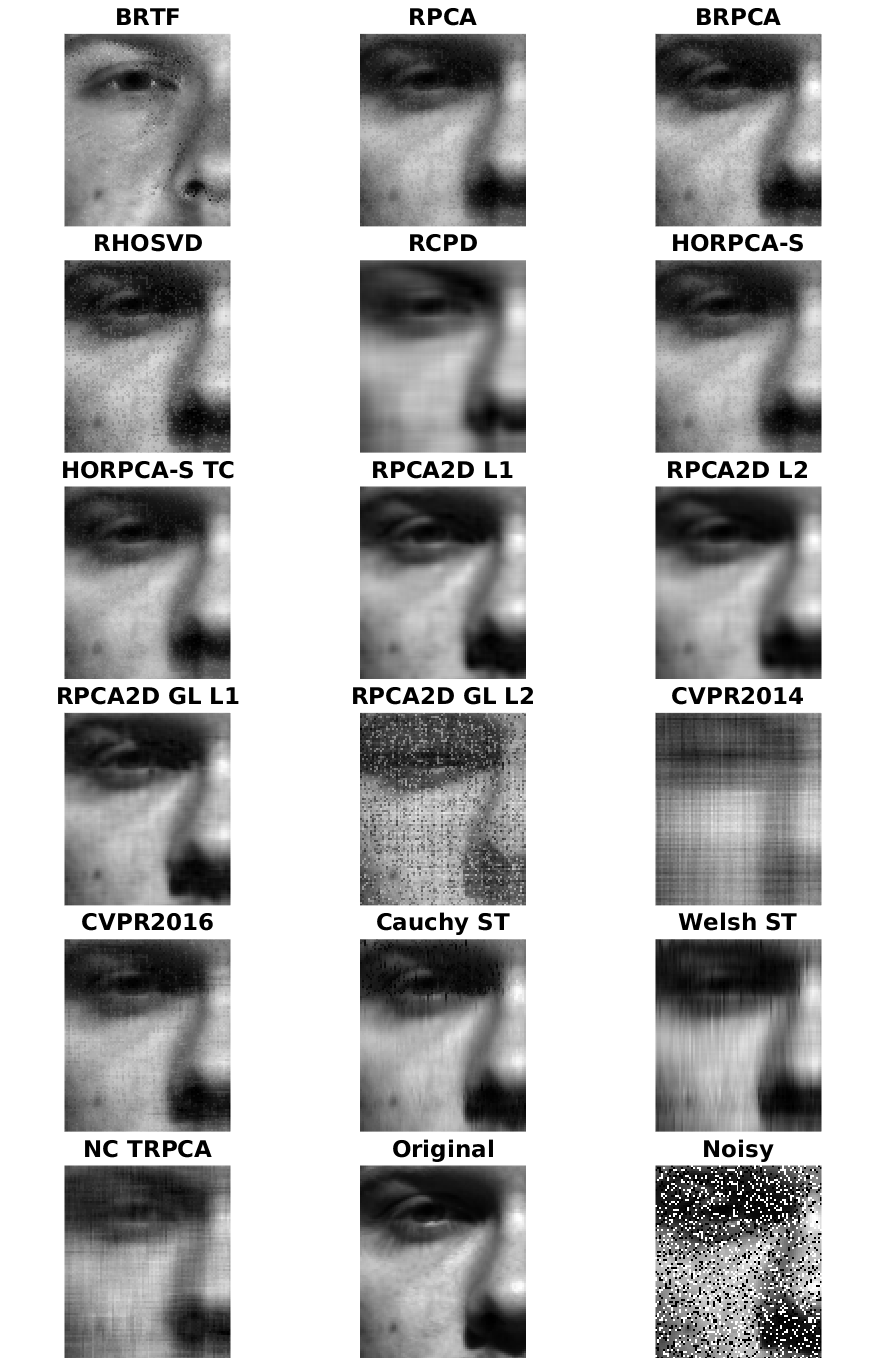 BRTF RPCA BRPCA
RHOSVD RCPD HORPCA-S
HORPCA-S TC RPCA2D L1 RPCA2D L2
RPCA2D GL L1 RPCA2D GL L2 CVPR2014
CVPR2016 Cauchy ST Welsh ST
NC TRPCA Original Noisy